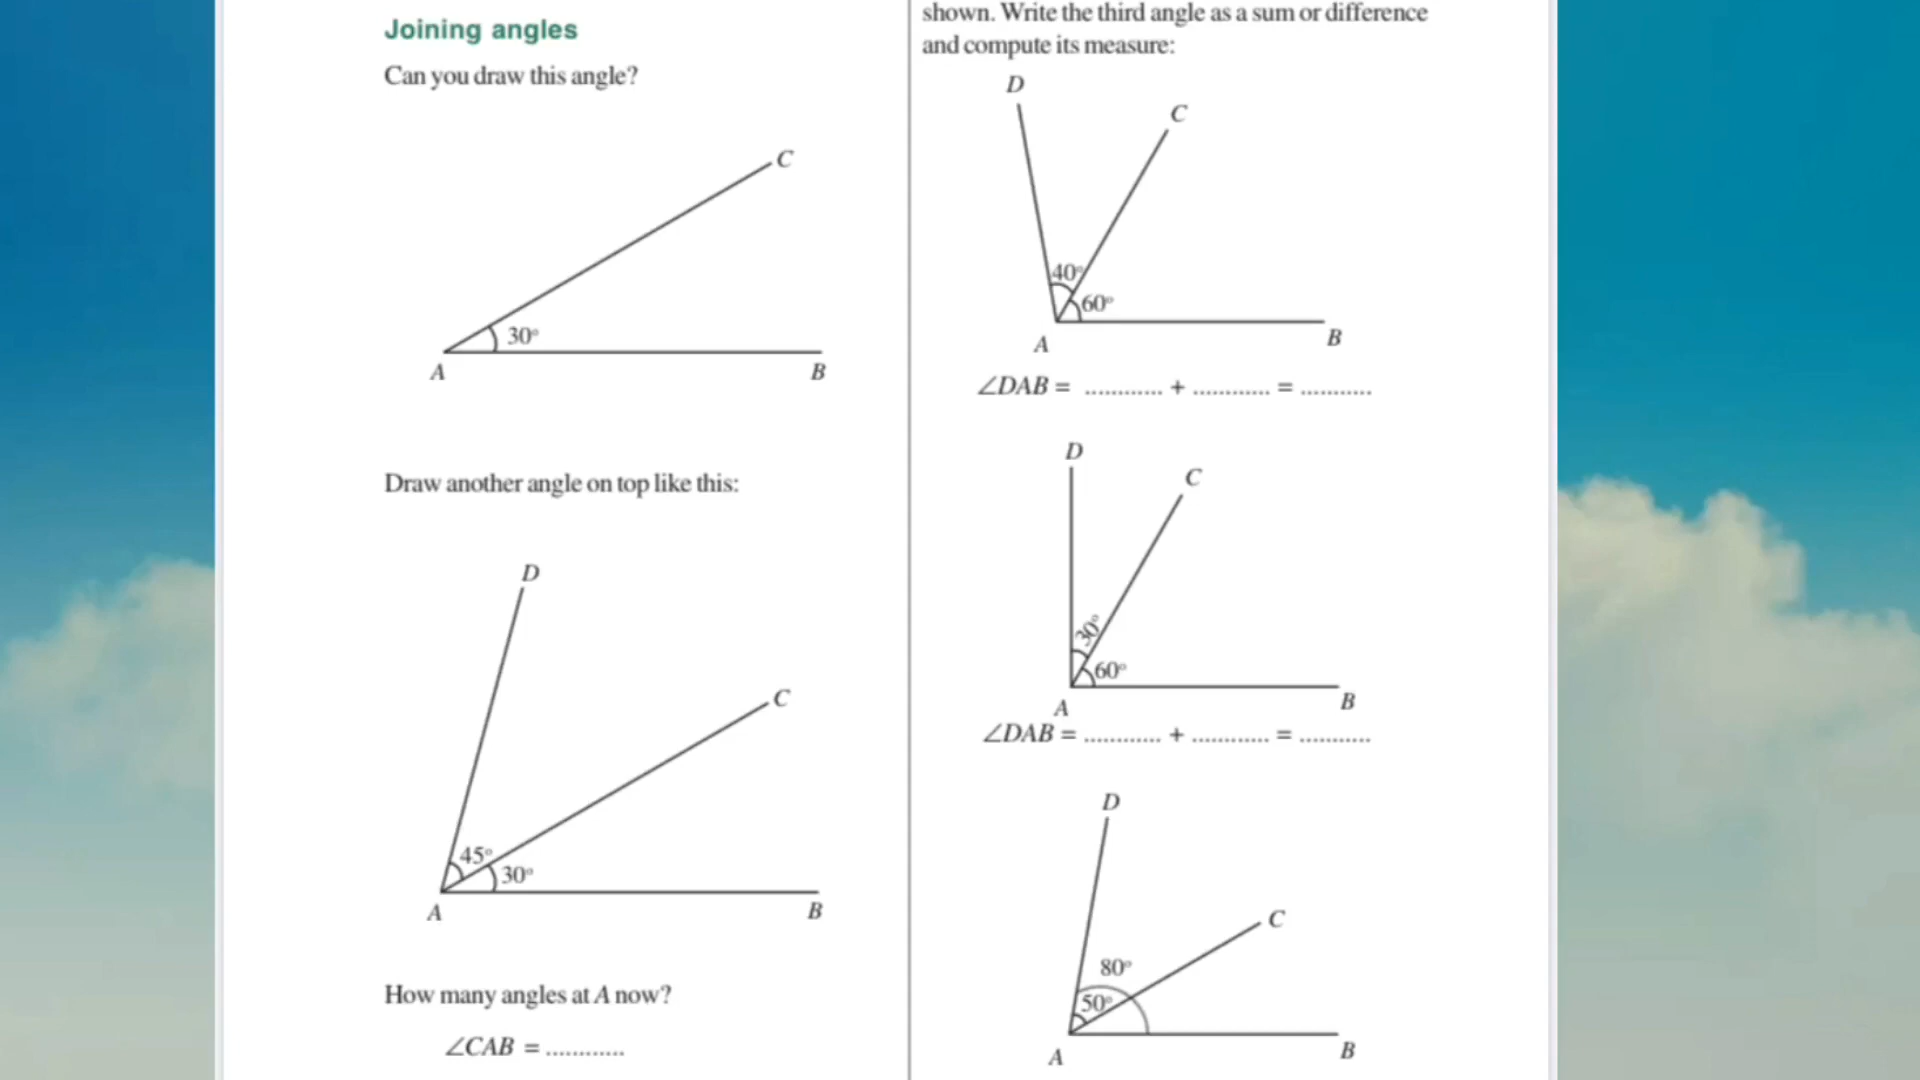 Joining angles
Can you draw this angle?
C
30°
A
B
Draw another angle on top like this:
D
C
45°
30°
A
B
How many angles at A now?
∠CAB = ............
shown. Write the third angle as a sum or difference
and compute its measure:
D
C
40°
60°
A
B
∠DAB = ............ + ............ = ...........
D
C
30°
60°
A
B
∠DAB = ............ + ............ = ...........
D
C
80°
50°
A
B